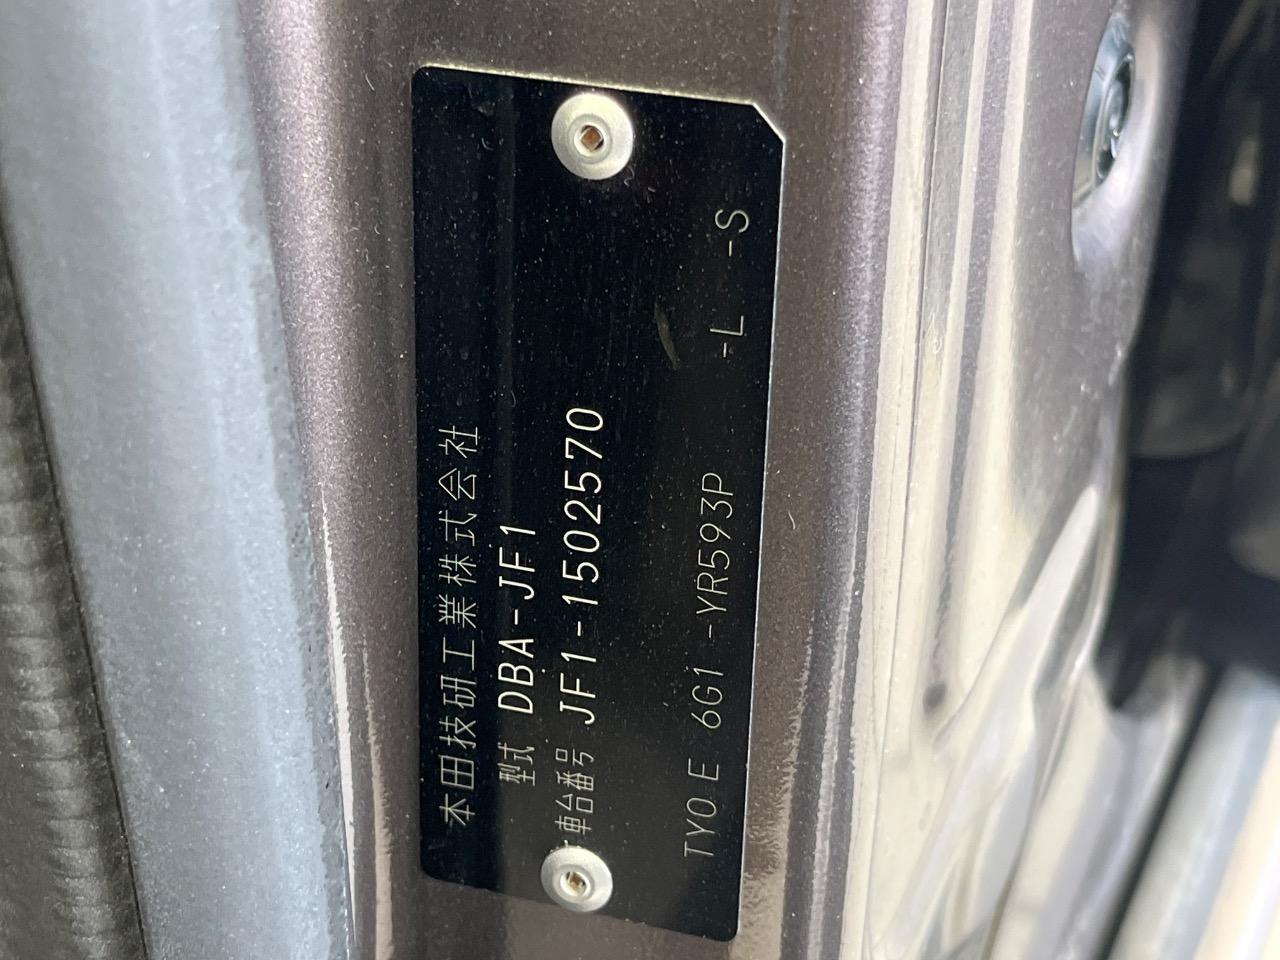 本田技研工業株式会社
型式 DBA-JF1
車台番号 JF1-1502570
TYO E 6G1 -YR593P -L -S